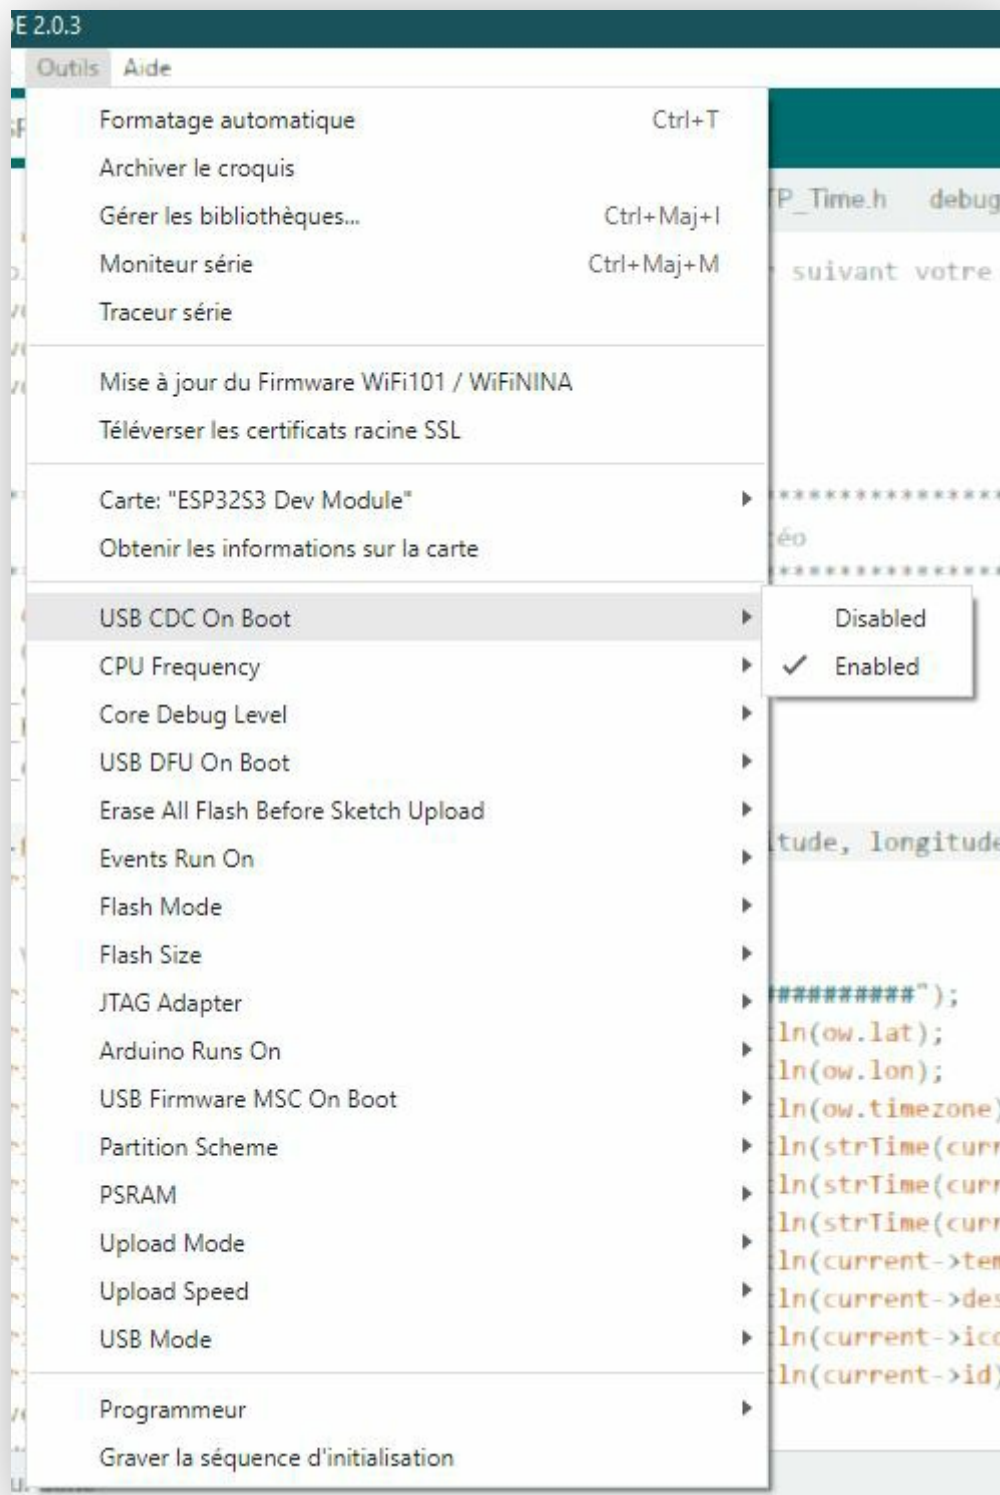 E 2.0.3
Outils Aide
Formatage automatique Ctrl+T
Archiver le croquis
Gérer les bibliothèques... Ctrl+Maj+I
TP_Time.h debug
Moniteur série Ctrl+Maj+M
suivant votre
Traceur série
Mise à jour du Firmware WiFi101 / WiFiNINA
Téléverser les certificats racine SSL
Carte: "ESP32S3 Dev Module"
*******************
Obtenir les informations sur la carte
éo
*******************
USB CDC On Boot
Disabled
CPU Frequency
✓ Enabled
Core Debug Level
USB DFU On Boot
Erase All Flash Before Sketch Upload
itude, longitude
Events Run On
Flash Mode
Flash Size
JTAG Adapter
##########");
Arduino Runs On
ln(ow.lat);
ln(ow.lon);
USB Firmware MSC On Boot
ln(ow.timezone)
Partition Scheme
ln(strTime(curr
PSRAM
ln(strTime(curr
ln(strTime(curr
Upload Mode
ln(current->tem
Upload Speed
ln(current->des
USB Mode
ln(current->ico
ln(current->id)
Programmeur
Graver la séquence d'initialisation